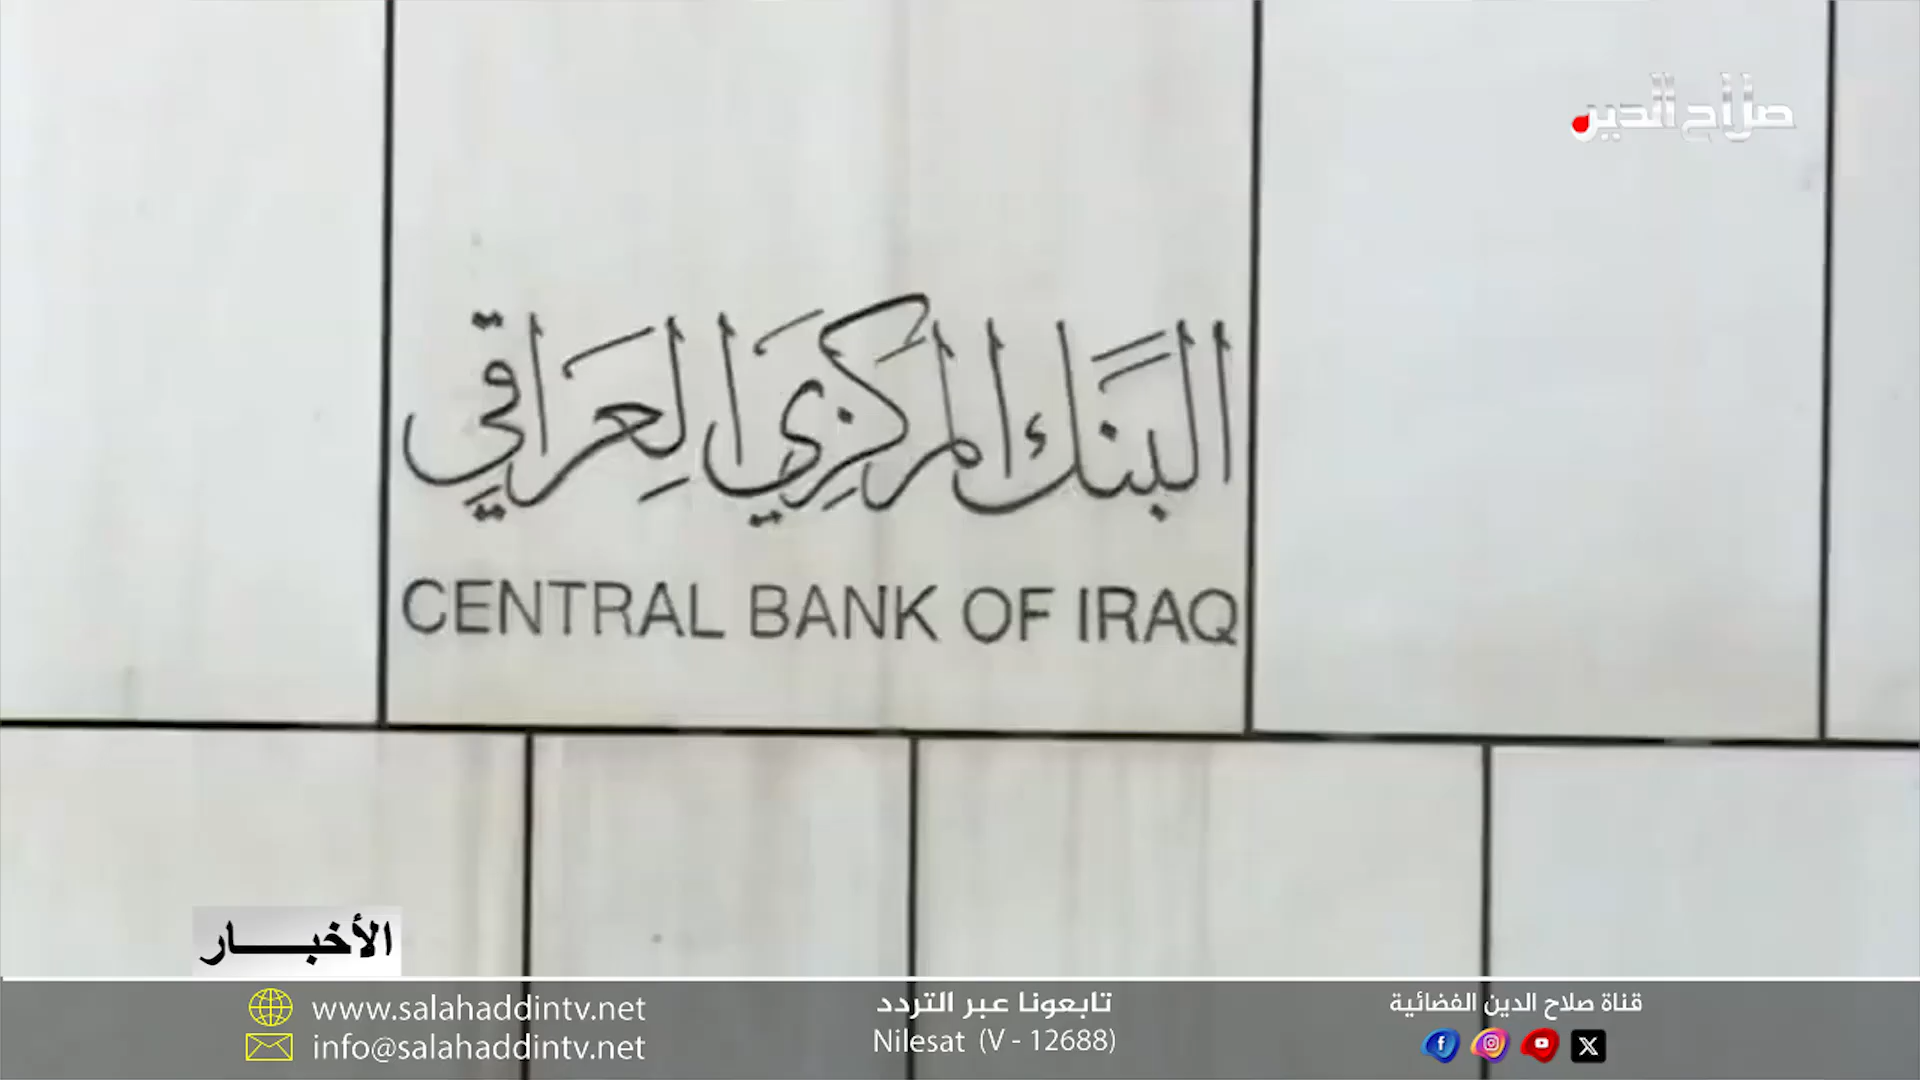 صلاح الدين
البنك المركزي العراقي
CENTRAL BANK OF IRAQ
الأخبـــــار
قناة صلاح الدين الفضائية
تابعونا عبر التردد
Nilesat (V - 12688)
www.salahaddintv.net
info@salahaddintv.net